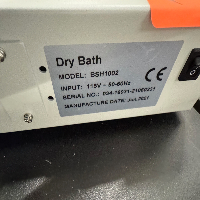 Dry Bath
MODEL: BSH1002
INPUT: 115V~ 50-60Hz
SERIAL NO.:
MANUFACTURE DATE:
CE